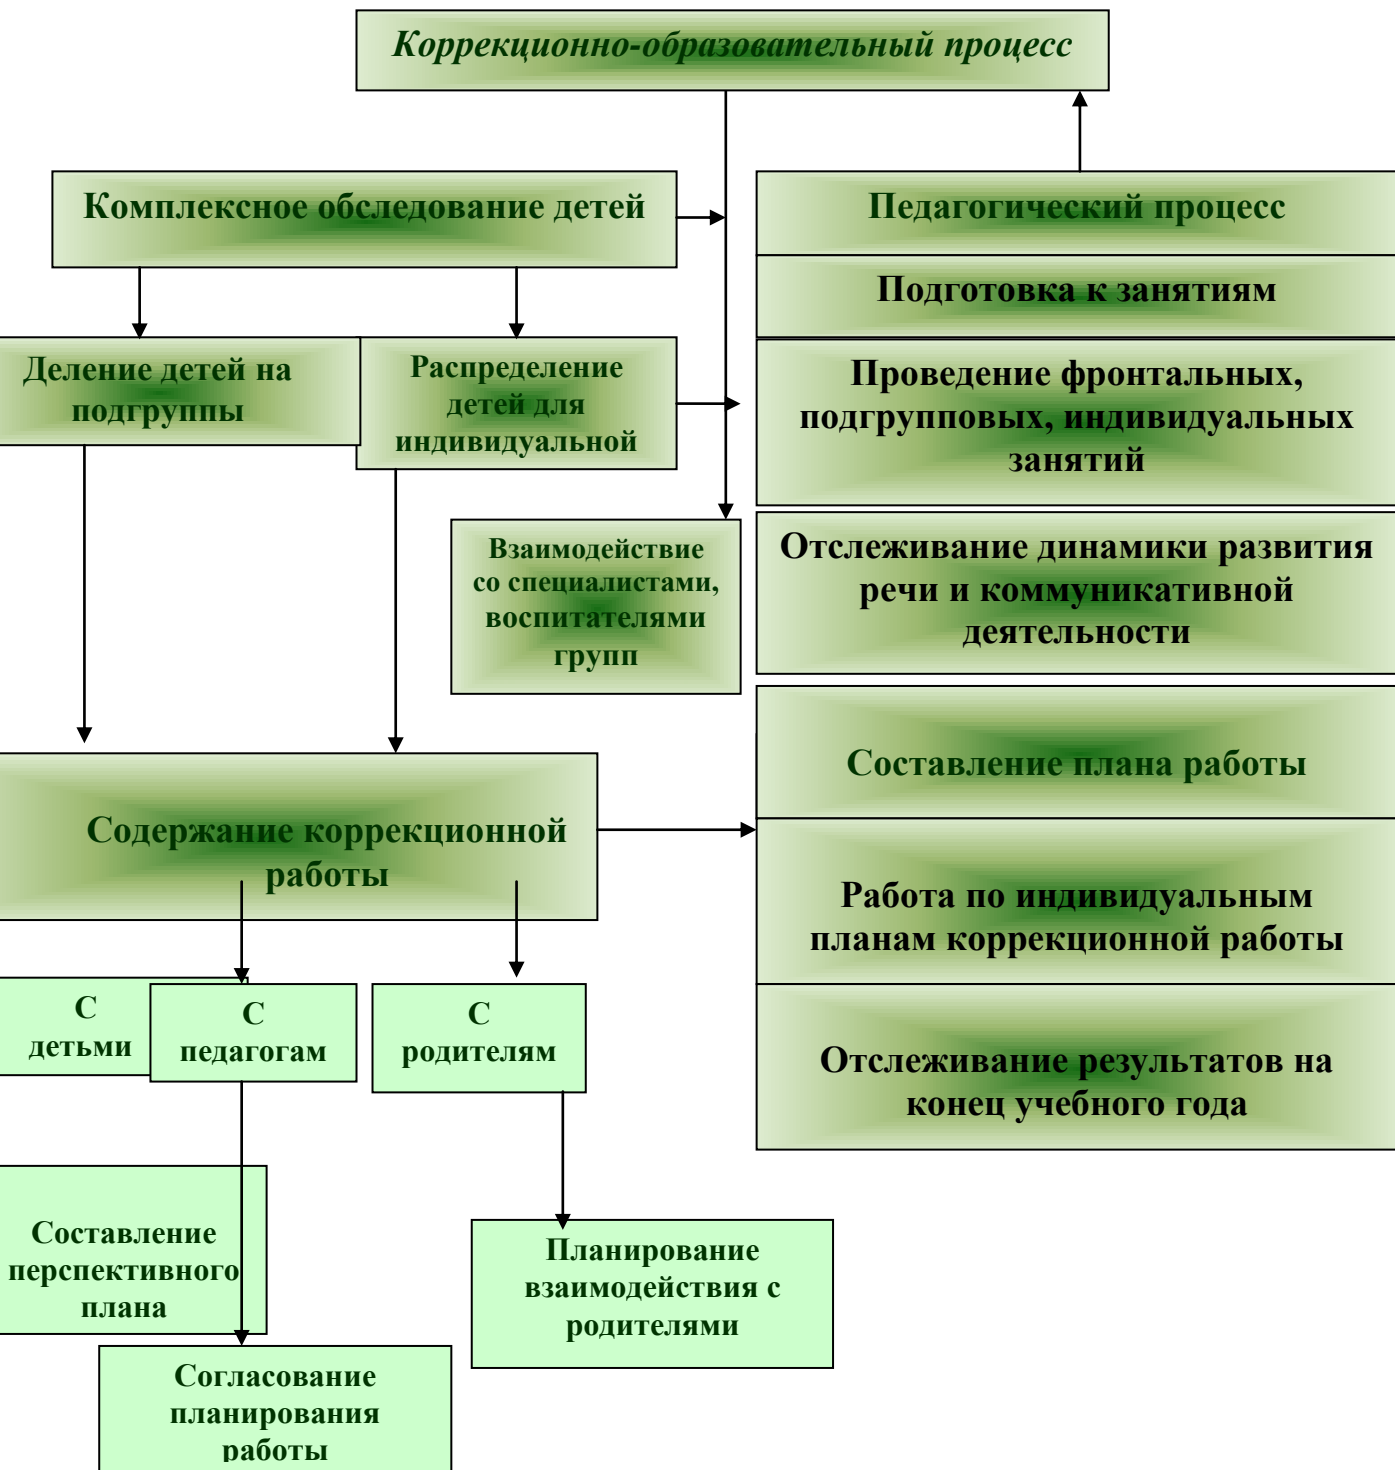 Коррекционно-образовательный процесс
Комплексное обследование детей
Педагогический процесс
Подготовка к занятиям
Деление детей на
подгруппы
Распределение
детей для
индивидуальной
Проведение фронтальных,
подгрупповых, индивидуальных
занятий
Взаимодействие
со специалистами,
воспитателями
групп
Отслеживание динамики развития
речи и коммуникативной
деятельности
Содержание коррекционной
работы
Составление плана работы
Работа по индивидуальным
планам коррекционной работы
Отслеживание результатов на
конец учебного года
С
детьми
С
педагогам
С
родителям
Составление
перспективного
плана
Планирование
взаимодействия с
родителями
Согласование
планирования
работы